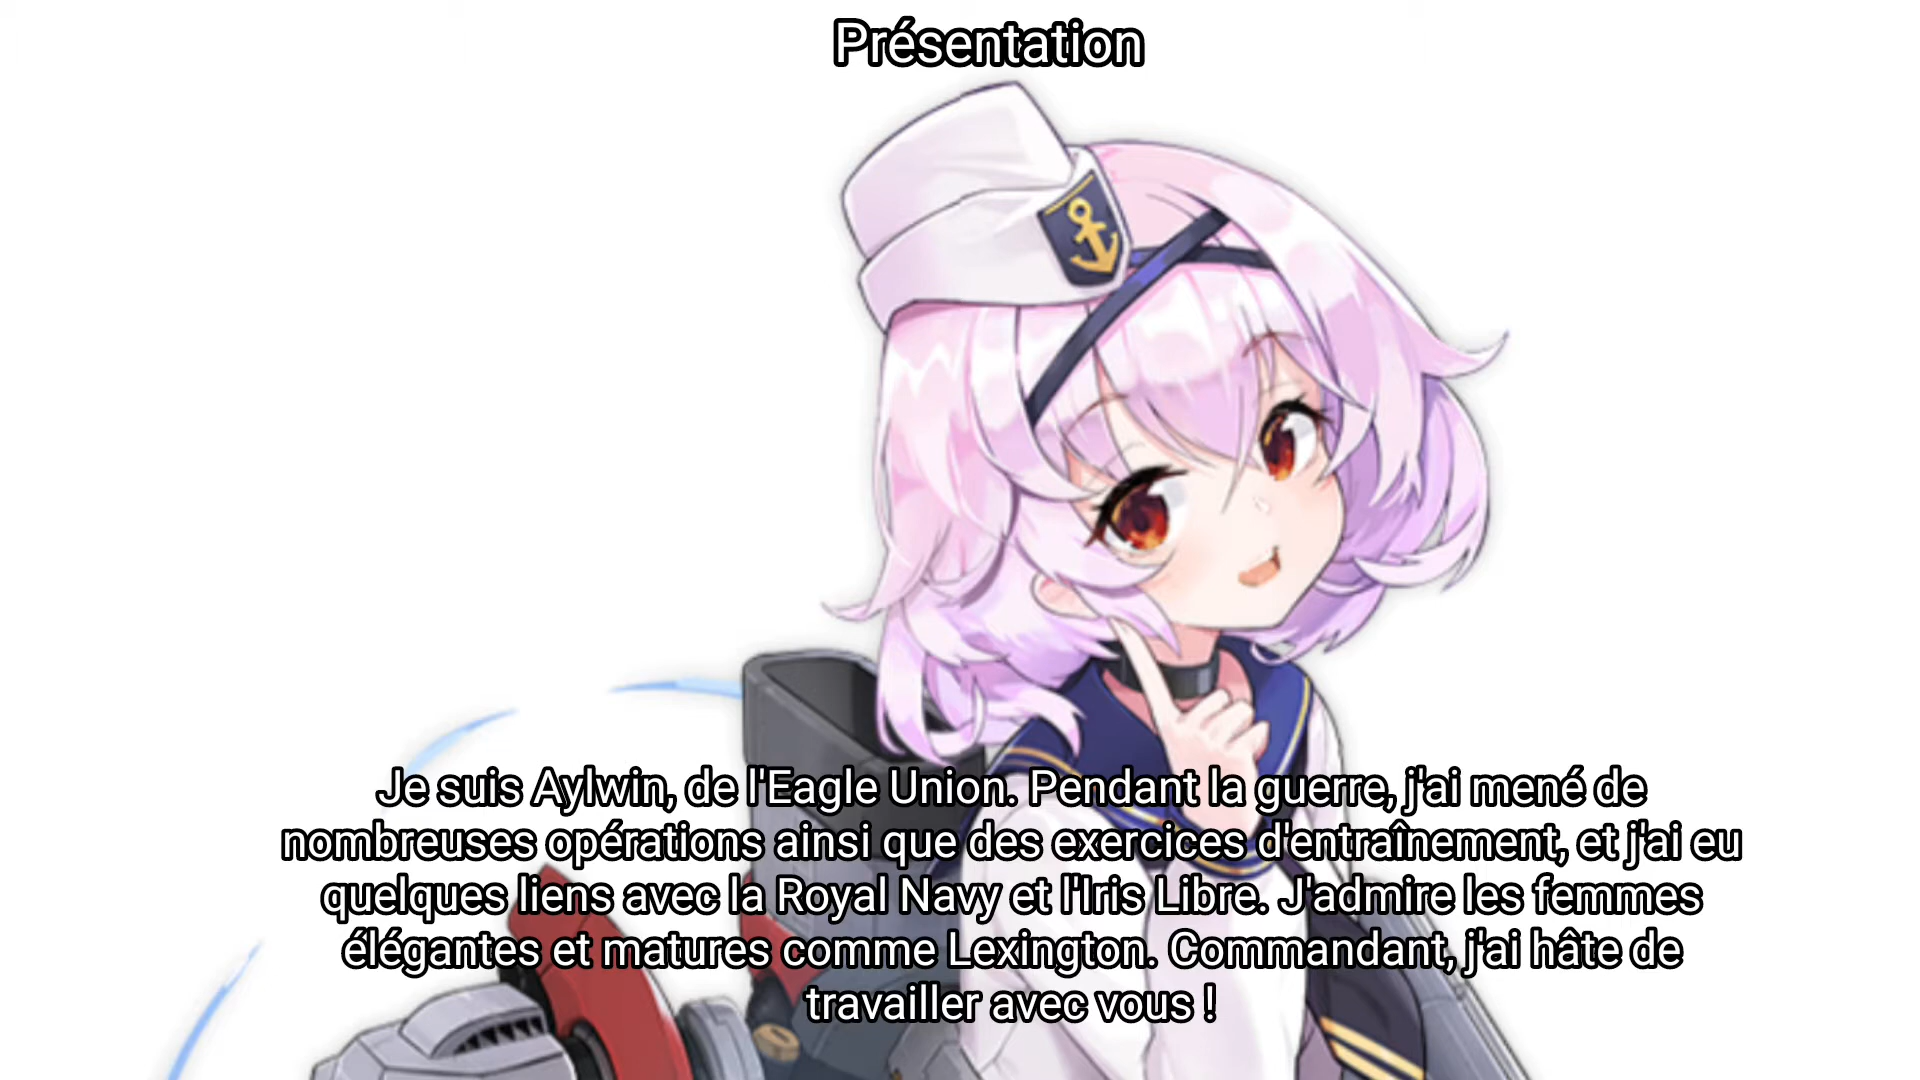 Présentation
Je suis Aylwin, de l'Eagle Union. Pendant la guerre, j'ai mené de
nombreuses opérations ainsi que des exercices d'entraînement, et j'ai eu
quelques liens avec la Royal Navy et l'Iris Libre. J'admire les femmes
élégantes et matures comme Lexington. Commandant, j'ai hâte de
travailler avec vous !